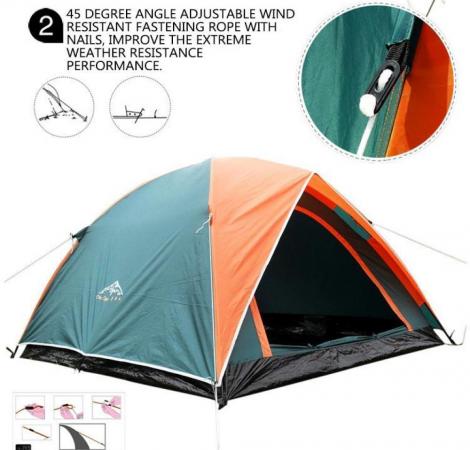 2
45 DEGREE ANGLE ADJUSTABLE WIND
RESISTANT FASTENING ROPE WITH
NAILS, IMPROVE THE EXTREME
WEATHER RESISTANCE
PERFORMANCE.